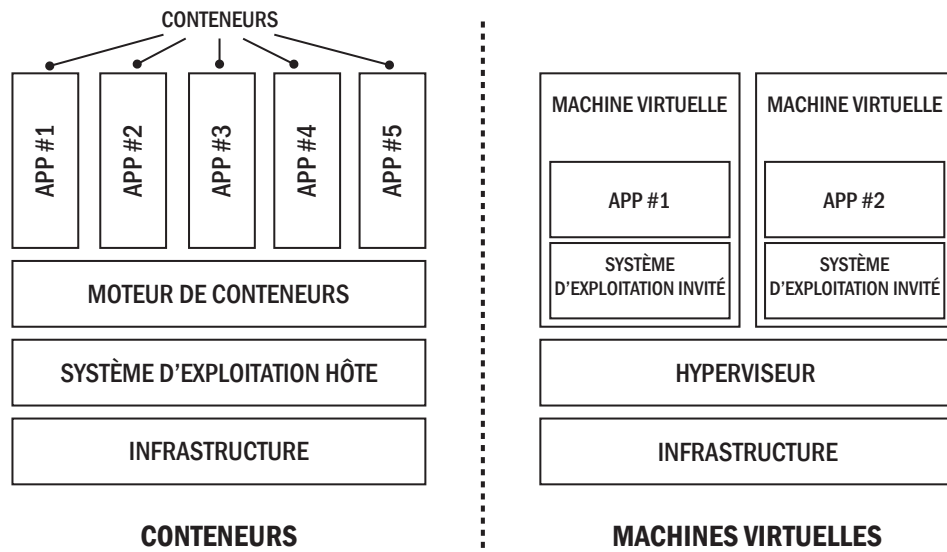 CONTENEURS
APP #1
APP #2
APP #3
APP #4
APP #5
MOTEUR DE CONTENEURS
SYSTÈME D'EXPLOITATION HÔTE
INFRASTRUCTURE
CONTENEURS
MACHINE VIRTUELLE
APP #1
SYSTÈME
D'EXPLOITATION INVITÉ
MACHINE VIRTUELLE
APP #2
SYSTÈME
D'EXPLOITATION INVITÉ
HYPERVISEUR
INFRASTRUCTURE
MACHINES VIRTUELLES